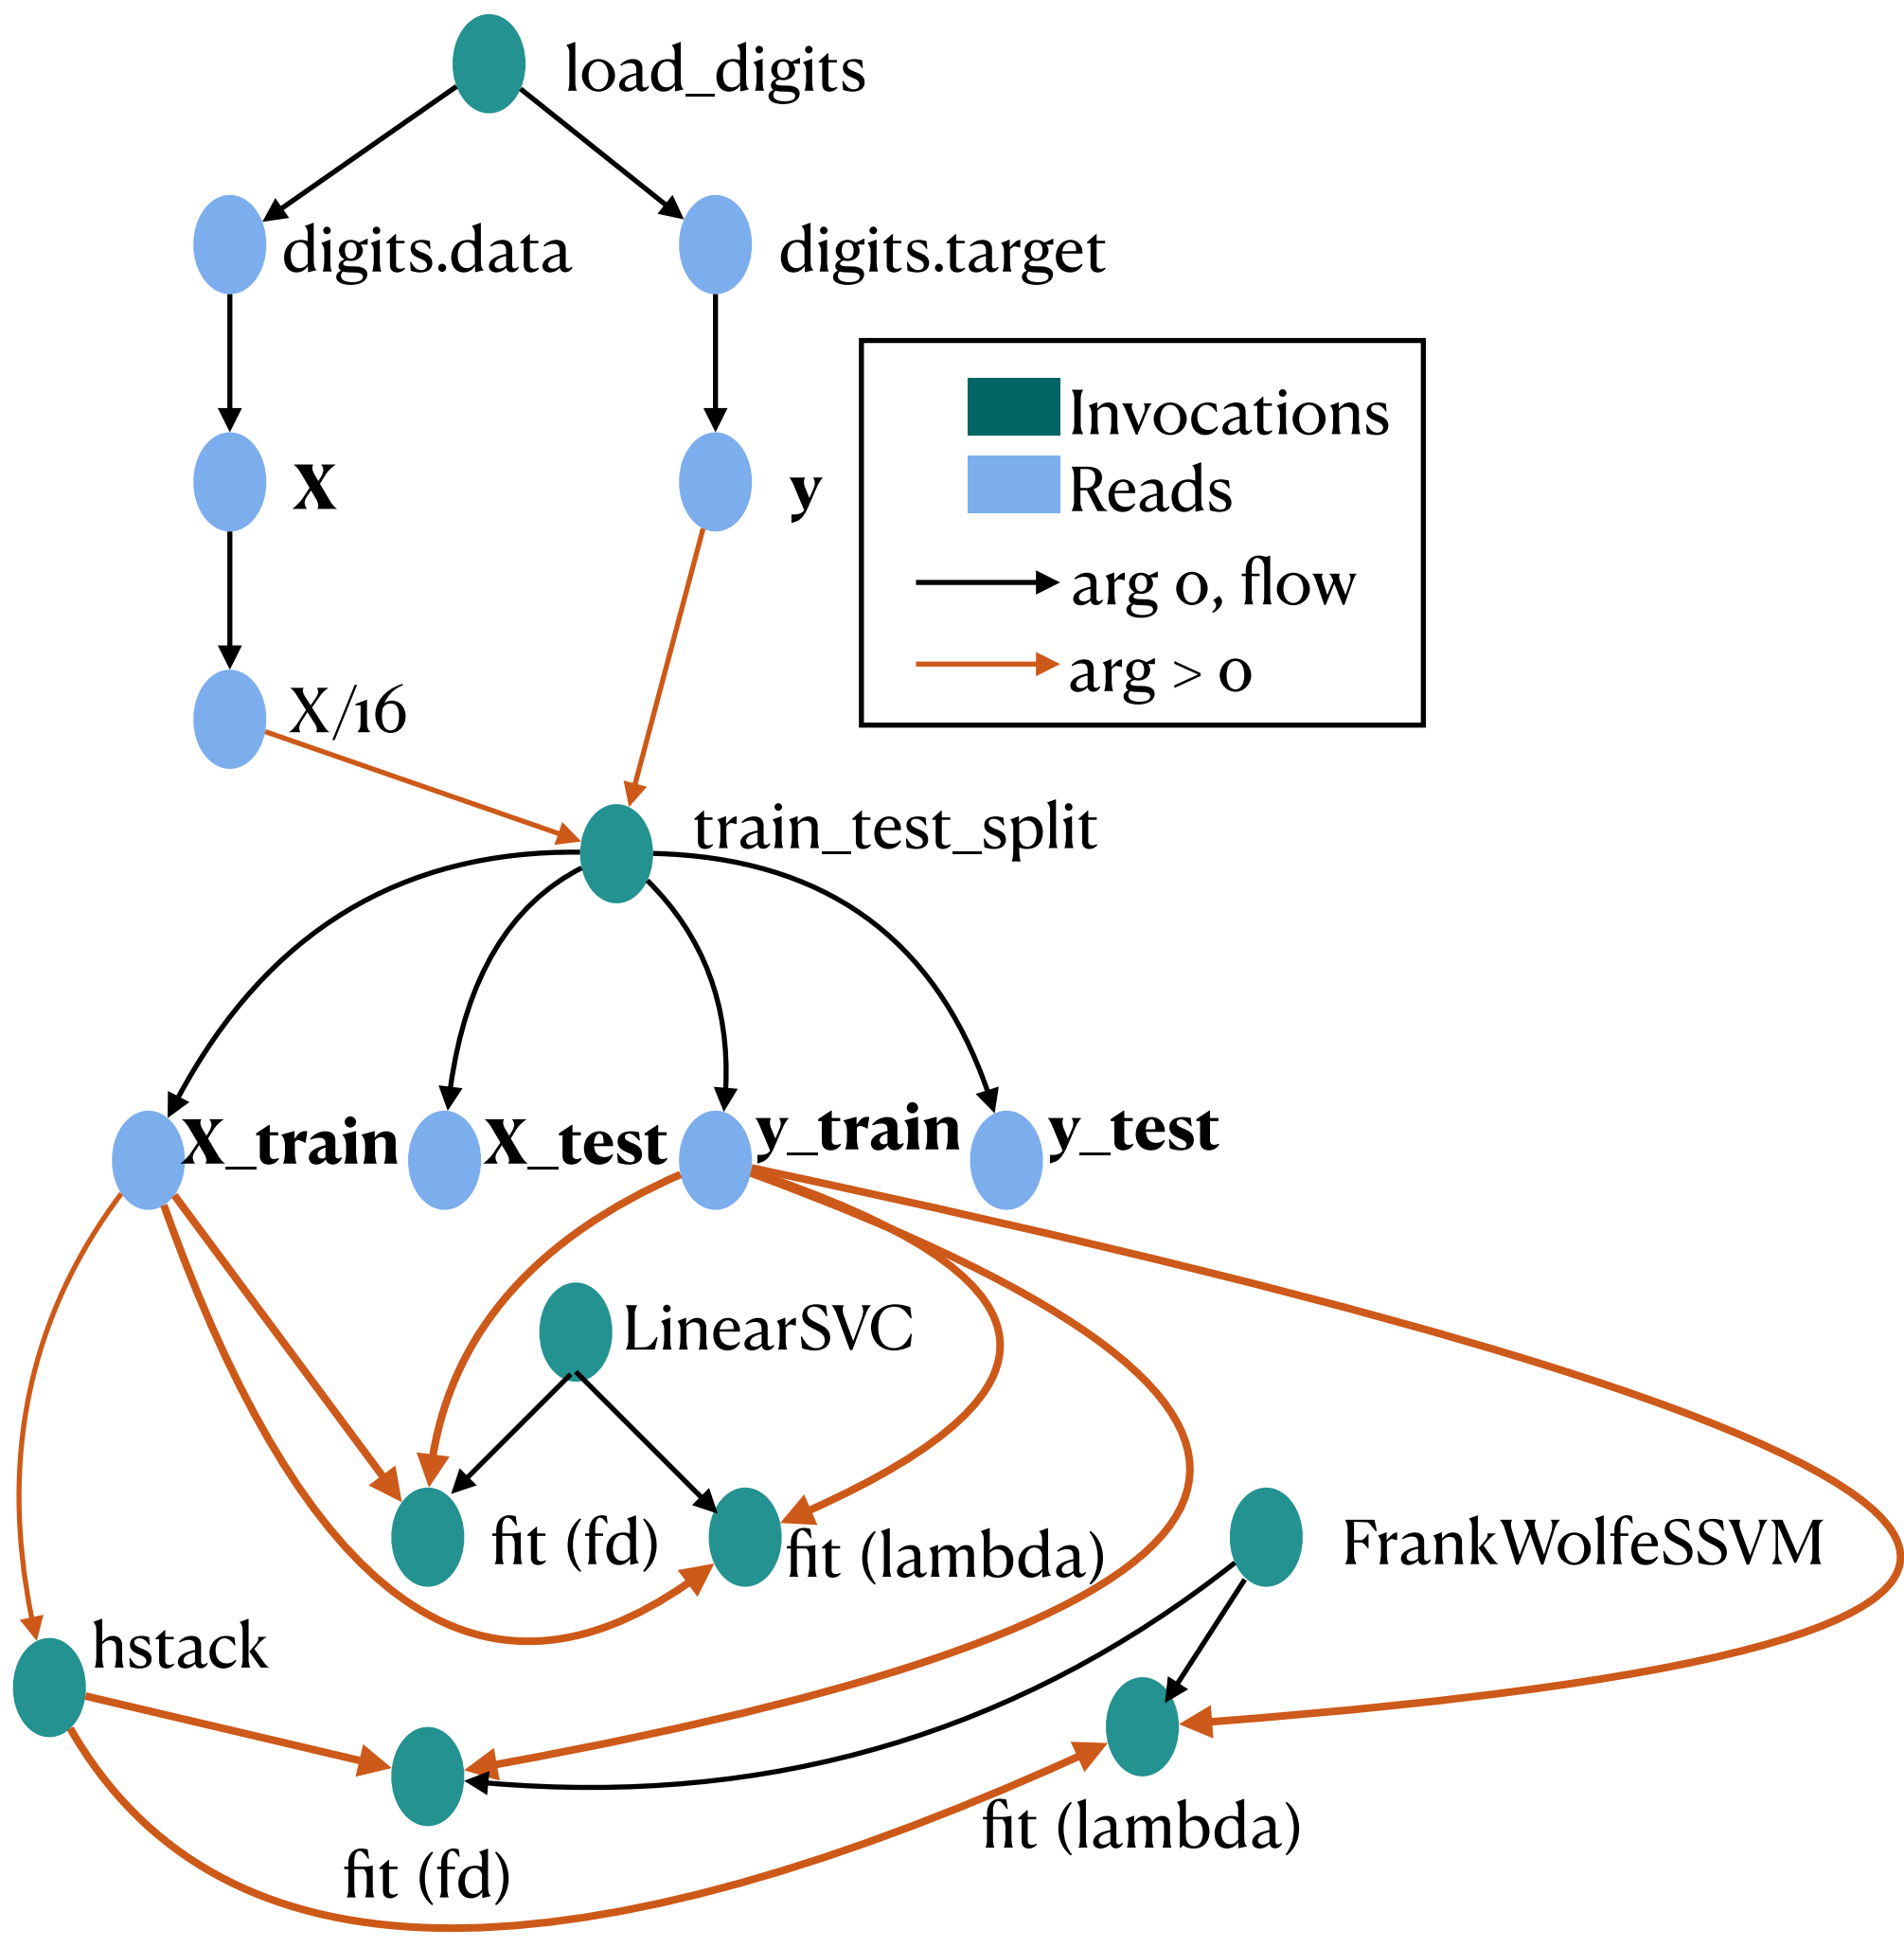 load_digits
digits.data
digits.target
Invocations
Reads
arg 0, flow
arg > 0
X
y
X/16
train_test_split
X_train
X_test
y_train
y_test
LinearSVC
fit (fd)
fit (lambda)
FrankWolfeSSVM
hstack
fit (lambda)
fit (fd)